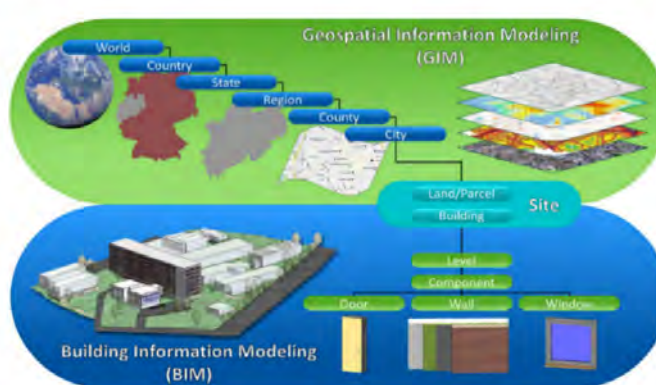 Geospatial Information Modeling
(GIM)
World
Country
State
Region
County
City
Land/Parcel
Building
Site
Level
Component
Door
Wall
Window
Building Information Modeling
(BIM)